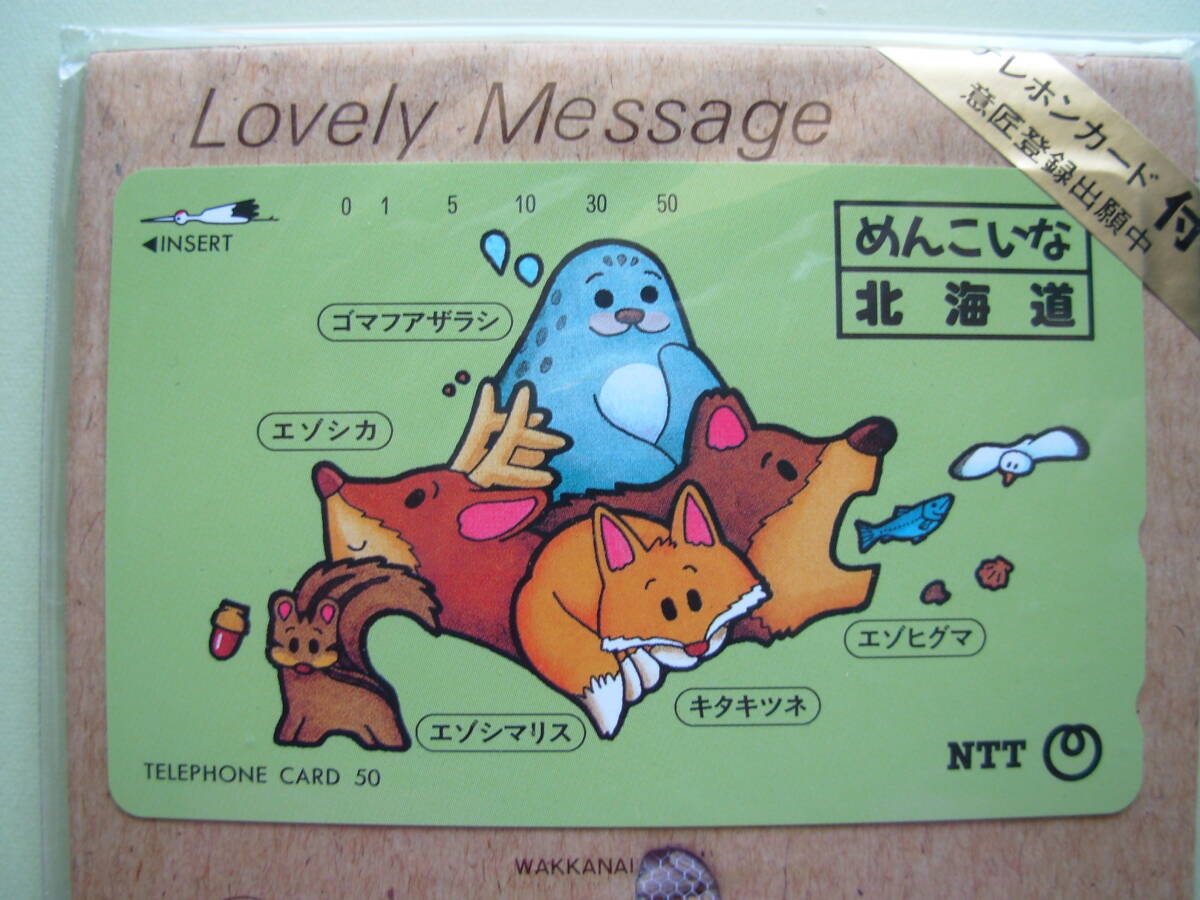 Lovely Message
レホンカード 付
意匠登録出願中
0 1 5 10 30 50
◀INSERT
めんこいな
北海道
ゴマフアザラシ
エゾシカ
エゾヒグマ
キタキツネ
エゾシマリス
NTT
TELEPHONE CARD 50
WAKKANAI